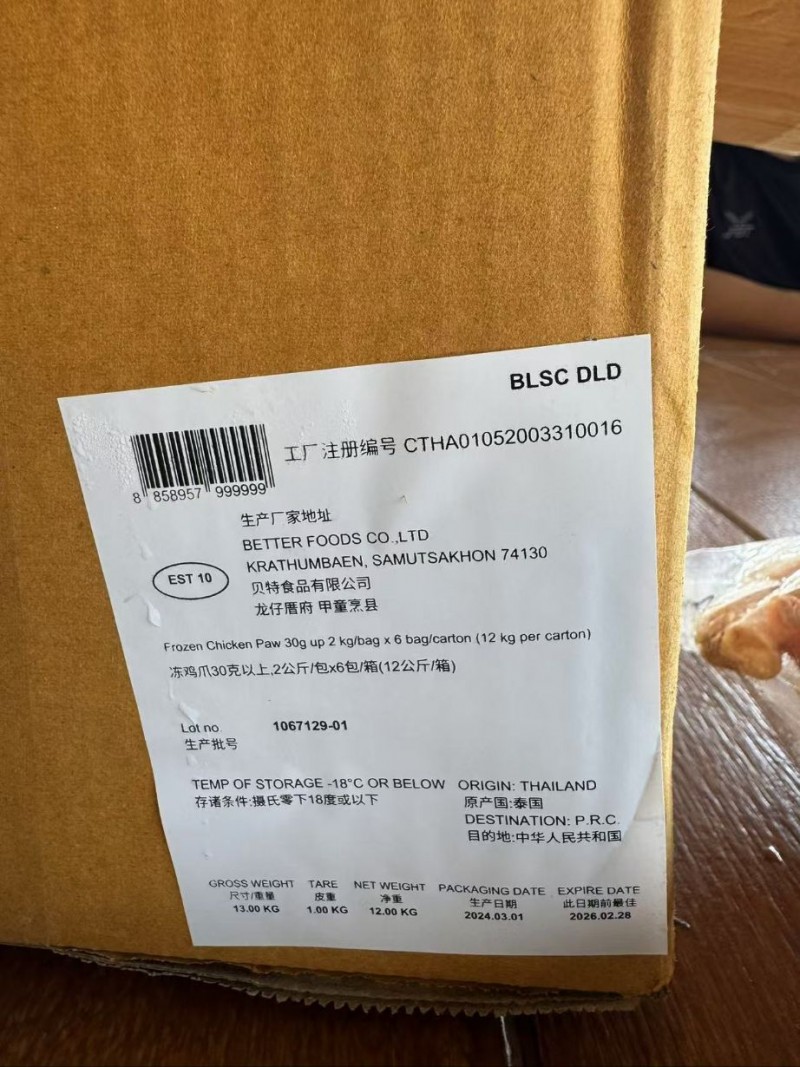 BLSC DLD
工厂注册编号 CTHA01052003310016
8 858957 999999
生产厂家地址
BETTER FOODS CO.,LTD
KRATHUMBAEN, SAMUTSAKHON 74130
EST 10
贝特食品有限公司
龙仔厝府 甲童烹县
Frozen Chicken Paw 30g up 2 kg/bag x 6 bag/carton (12 kg per carton)
冻鸡爪30克以上,2公斤/包x6包/箱(12公斤/箱)
Lot no. 1067129-01
生产批号
TEMP OF STORAGE -18°C OR BELOW
存诸条件:摄氏零下18度或以下
ORIGIN: THAILAND
原产国:泰国
DESTINATION: P.R.C.
目的地:中华人民共和国
GROSS WEIGHT TARE NET WEIGHT PACKAGING DATE EXPIRE DATE
尺寸/重量 皮重 净重 生产日期 此日期前最佳
13.00 KG 1.00 KG 12.00 KG 2024.03.01 2026.02.28